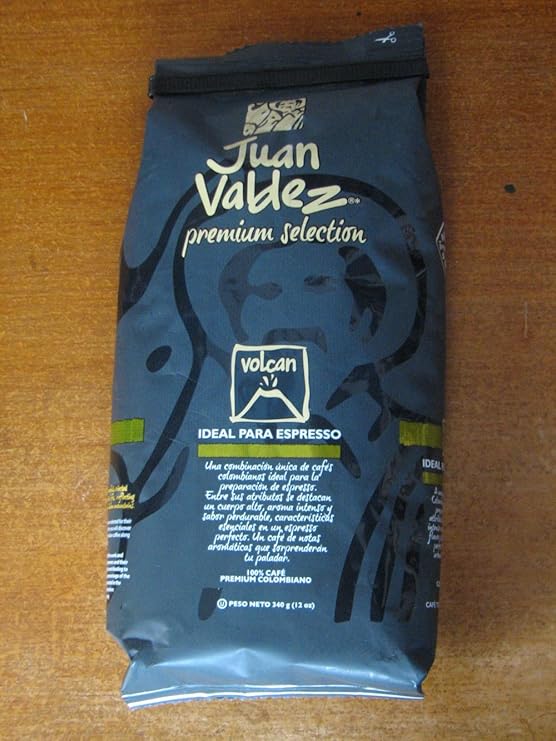 Juan
Valdez®*
premium selection
volcan
IDEAL PARA ESPRESSO
Una combinación única de cafés
colombianos ideal para la
preparación de espresso.
Entre sus atributos se destacan
un cuerpo alto, aroma intenso y
sabor perdurable, características
esenciales en un espresso
perfecto. Un café de notas
aromáticas que sorprenderán
tu paladar.
100% CAFÉ
PREMIUM COLOMBIANO
PESO NETO 340 g (12 oz)
IDEAL